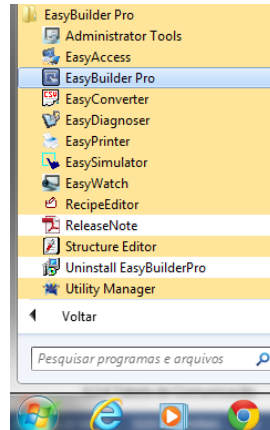 EasyBuilder Pro
Administrator Tools
EasyAccess
EasyBuilder Pro
EasyConverter
EasyDiagnoser
EasyPrinter
EasySimulator
EasyWatch
RecipeEditor
ReleaseNote
Structure Editor
Uninstall EasyBuilderPro
Utility Manager
Voltar
Pesquisar programas e arquivos